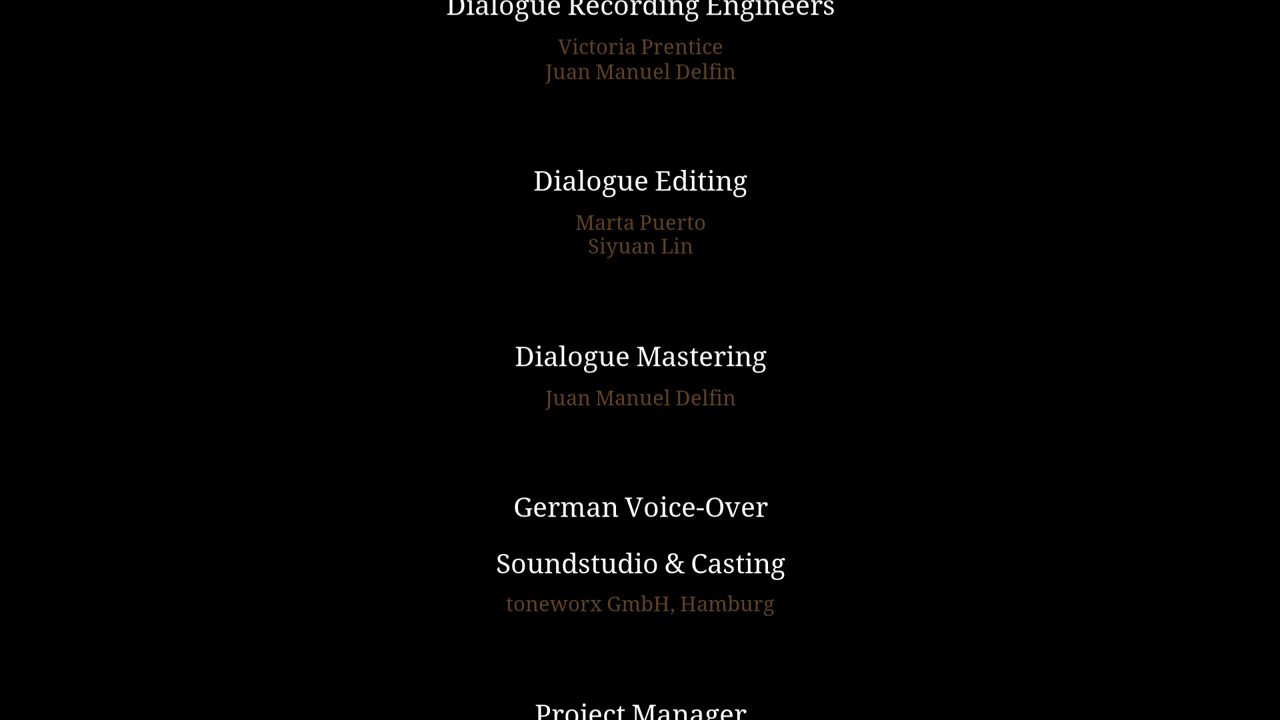 Dialogue Recording Engineers
Victoria Prentice
Juan Manuel Delfin
Dialogue Editing
Marta Puerto
Siyuan Lin
Dialogue Mastering
Juan Manuel Delfin
German Voice-Over
Soundstudio & Casting
toneworx GmbH, Hamburg
Project Manager